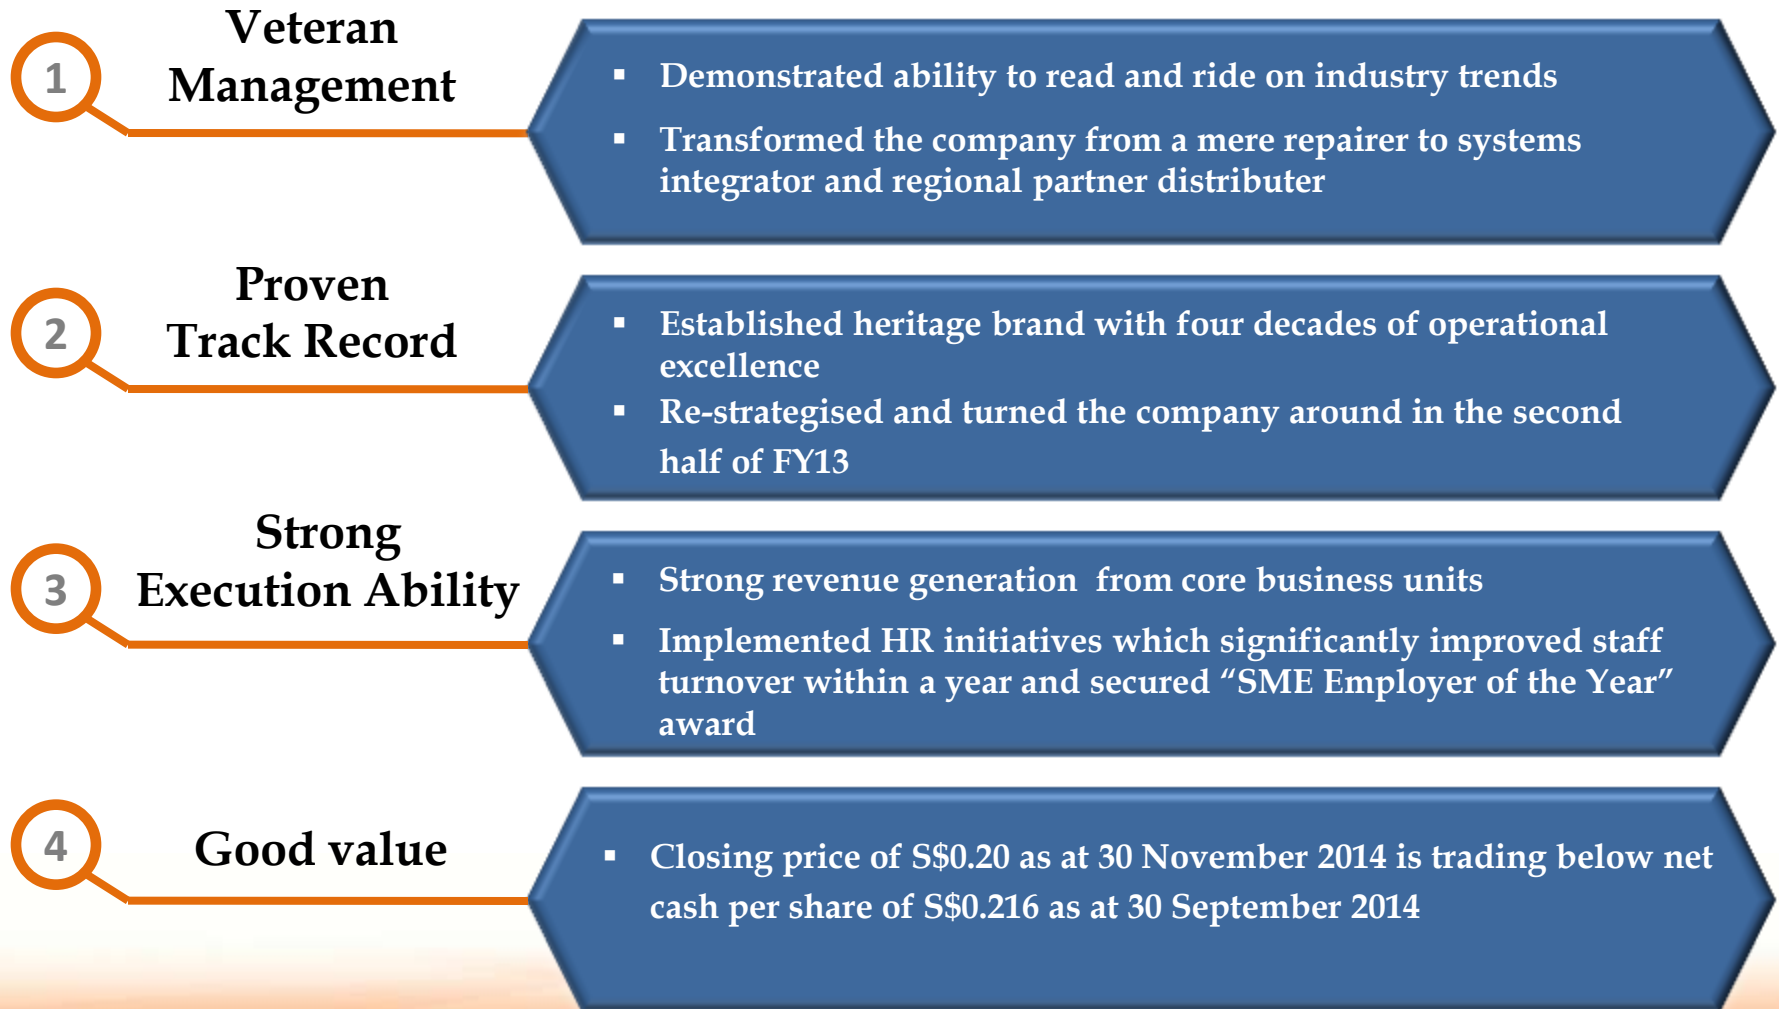 1
Veteran
Management
▪ Demonstrated ability to read and ride on industry trends
▪ Transformed the company from a mere repairer to systems
integrator and regional partner distributer
2
Proven
Track Record
▪ Established heritage brand with four decades of operational
excellence
▪ Re-strategised and turned the company around in the second
half of FY13
3
Strong
Execution Ability
▪ Strong revenue generation  from core business units
▪ Implemented HR initiatives which significantly improved staff
turnover within a year and secured “SME Employer of the Year”
award
4
Good value
▪ Closing price of S$0.20 as at 30 November 2014 is trading below net
cash per share of S$0.216 as at 30 September 2014